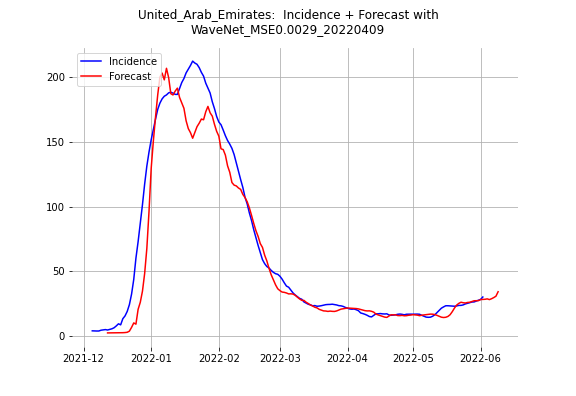 United_Arab_Emirates:  Incidence + Forecast with
WaveNet_MSE0.0029_20220409
Incidence
Forecast
200
150
100
50
0
2021-12 2022-01 2022-02 2022-03 2022-04 2022-05 2022-06